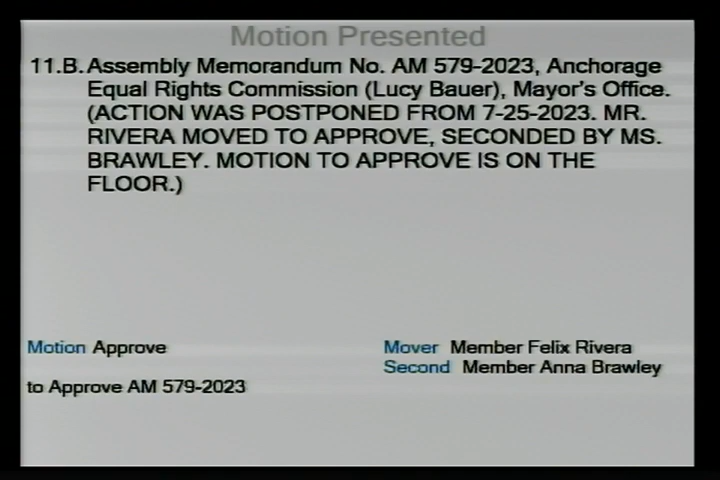 Motion Presented
11.B. Assembly Memorandum No. AM 579-2023, Anchorage
Equal Rights Commission (Lucy Bauer), Mayor's Office.
(ACTION WAS POSTPONED FROM 7-25-2023. MR.
RIVERA MOVED TO APPROVE, SECONDED BY MS.
BRAWLEY. MOTION TO APPROVE IS ON THE
FLOOR.)
Motion Approve
Mover Member Felix Rivera
Second Member Anna Brawley
to Approve AM 579-2023